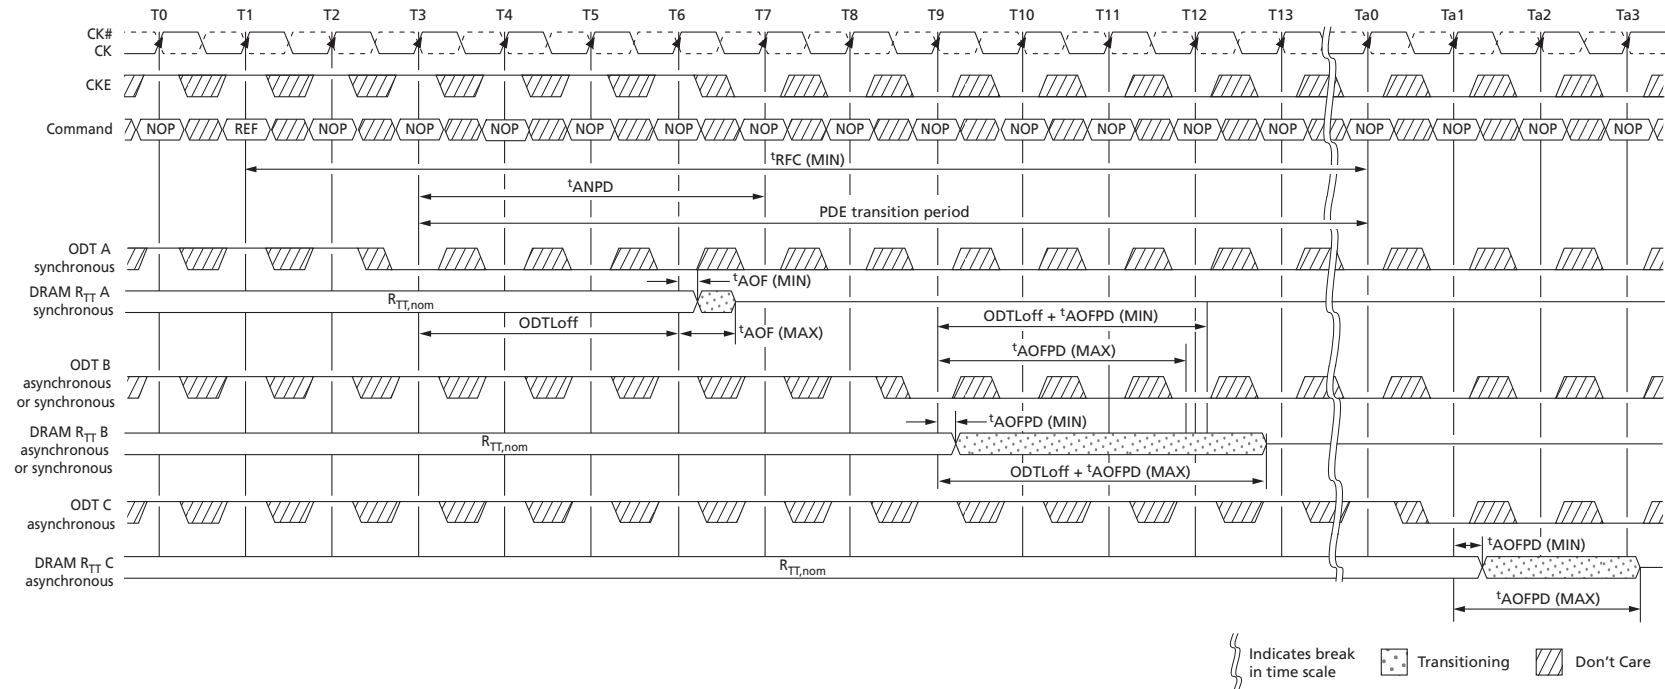 T0 T1 T2 T3 T4 T5 T6 T7 T8 T9 T10 T11 T12 T13 Ta0 Ta1 Ta2 Ta3
CK#
CK
CKE
Command NOP REF NOP NOP NOP NOP NOP NOP NOP NOP NOP NOP NOP NOP NOP NOP NOP NOP
tRFC (MIN)
tANPD
PDE transition period
ODT A
synchronous
tAOF (MIN)
DRAM RTT A
synchronous
RTT,nom
ODTLoff + tAOFPD (MIN)
ODTLoff
tAOF (MAX)
tAOFPD (MAX)
ODT B
asynchronous
or synchronous
tAOFPD (MIN)
DRAM RTT B
asynchronous
or synchronous
RTT,nom
ODTLoff + tAOFPD (MAX)
ODT C
asynchronous
tAOFPD (MIN)
DRAM RTT C
asynchronous
RTT,nom
tAOFPD (MAX)
Indicates break
in time scale
Transitioning
Don't Care